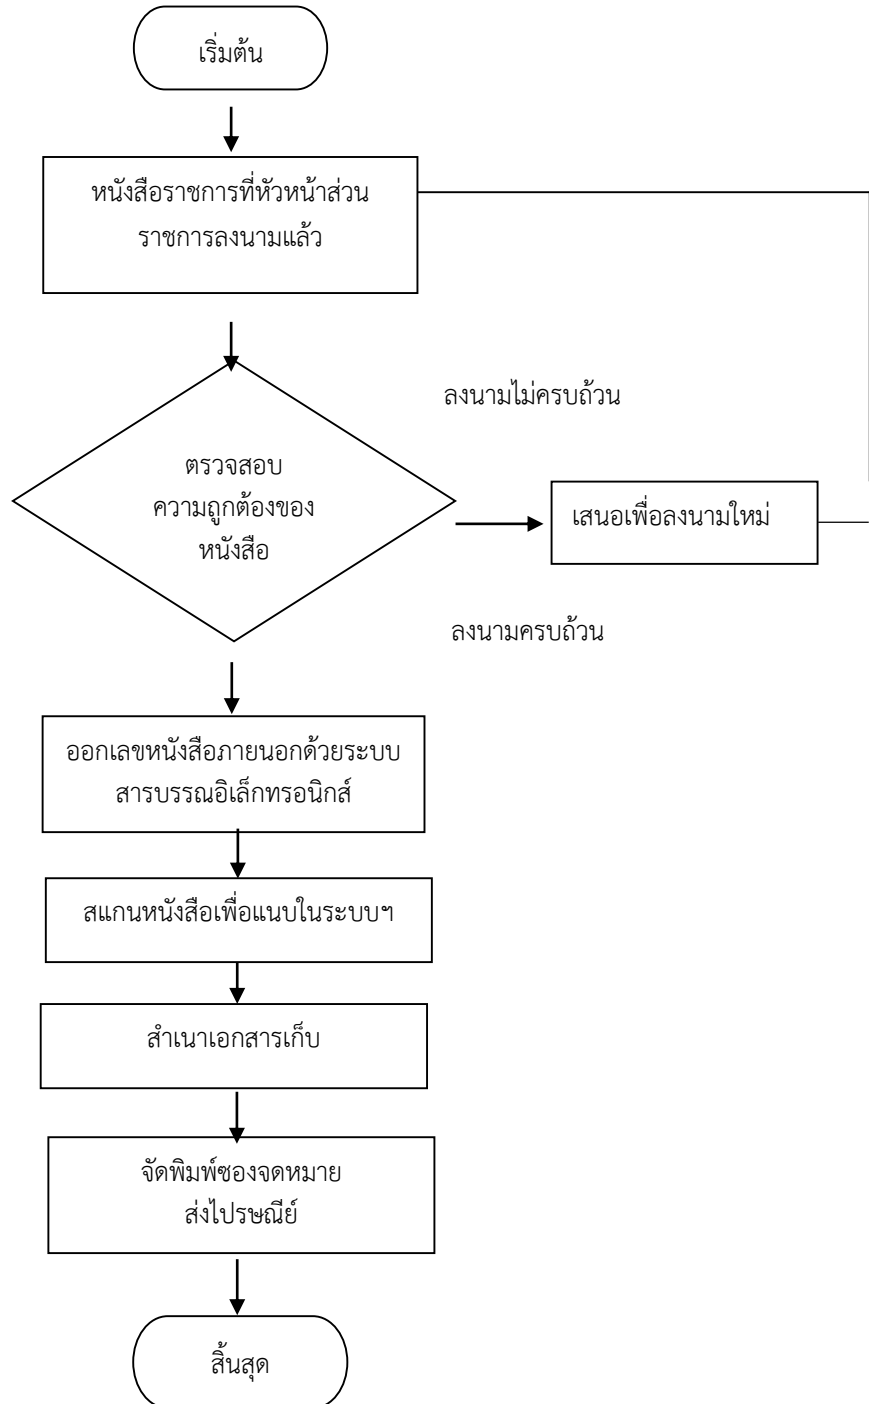 เริ่มต้น
หนังสือราชการที่หัวหน้าส่วน
ราชการลงนามแล้ว
ลงนามไม่ครบถ้วน
ตรวจสอบ
ความถูกต้องของ
หนังสือ
เสนอเพื่อลงนามใหม่
ลงนามครบถ้วน
ออกเลขหนังสือภายนอกด้วยระบบ
สารบรรณอิเล็กทรอนิกส์
สแกนหนังสือเพื่อแนบในระบบฯ
สำเนาเอกสารเก็บ
จัดพิมพ์ซองจดหมาย
ส่งไปรษณีย์
สิ้นสุด